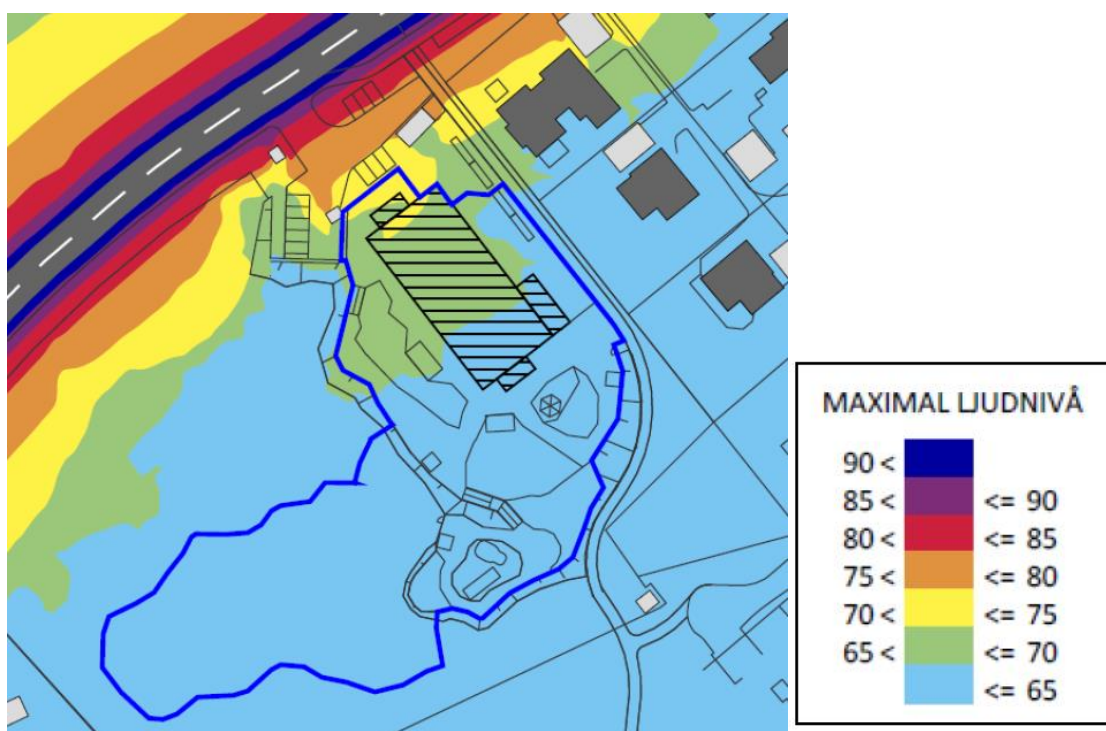 MAXIMAL LJUDNIVÅ
90 <
85 < <= 90
80 < <= 85
75 < <= 80
70 < <= 75
65 < <= 70
<= 65